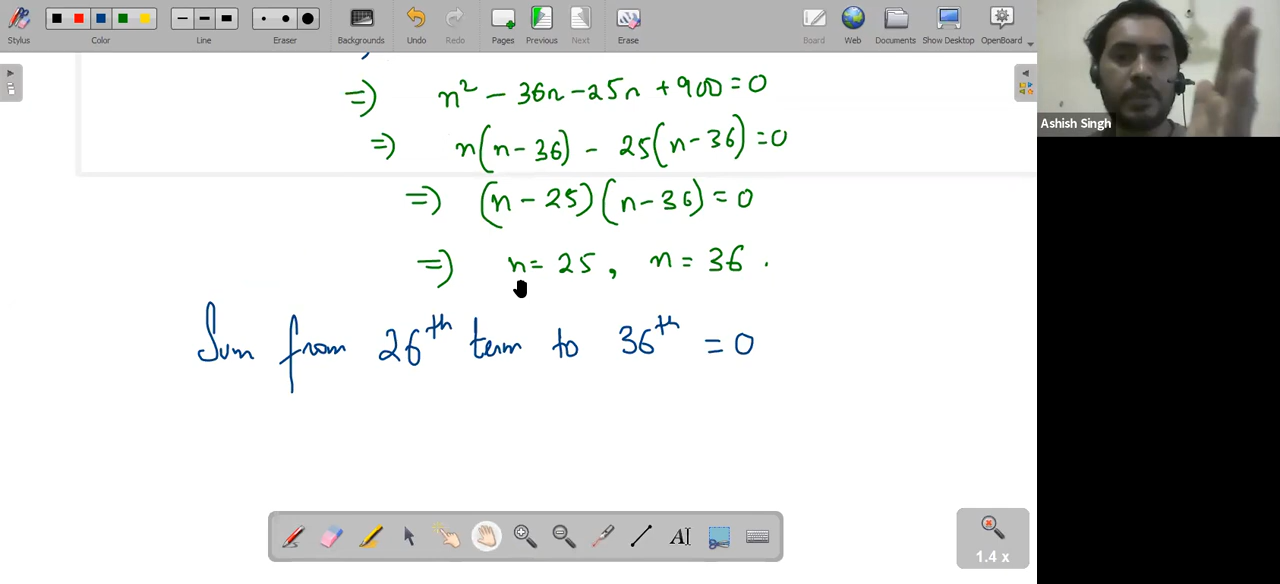 Stylus Color Line Eraser Backgrounds Undo Redo Pages Previous Next Erase Board Web Documents Show Desktop OpenBoard
Ashish Singh
=> n² - 36n - 25n + 900 = 0
=> n(n - 36) - 25(n - 36) = 0
=> (n - 25)(n - 36) = 0
=> n = 25, n = 36.
Sum from 26th term to 36th = 0
1.4 x